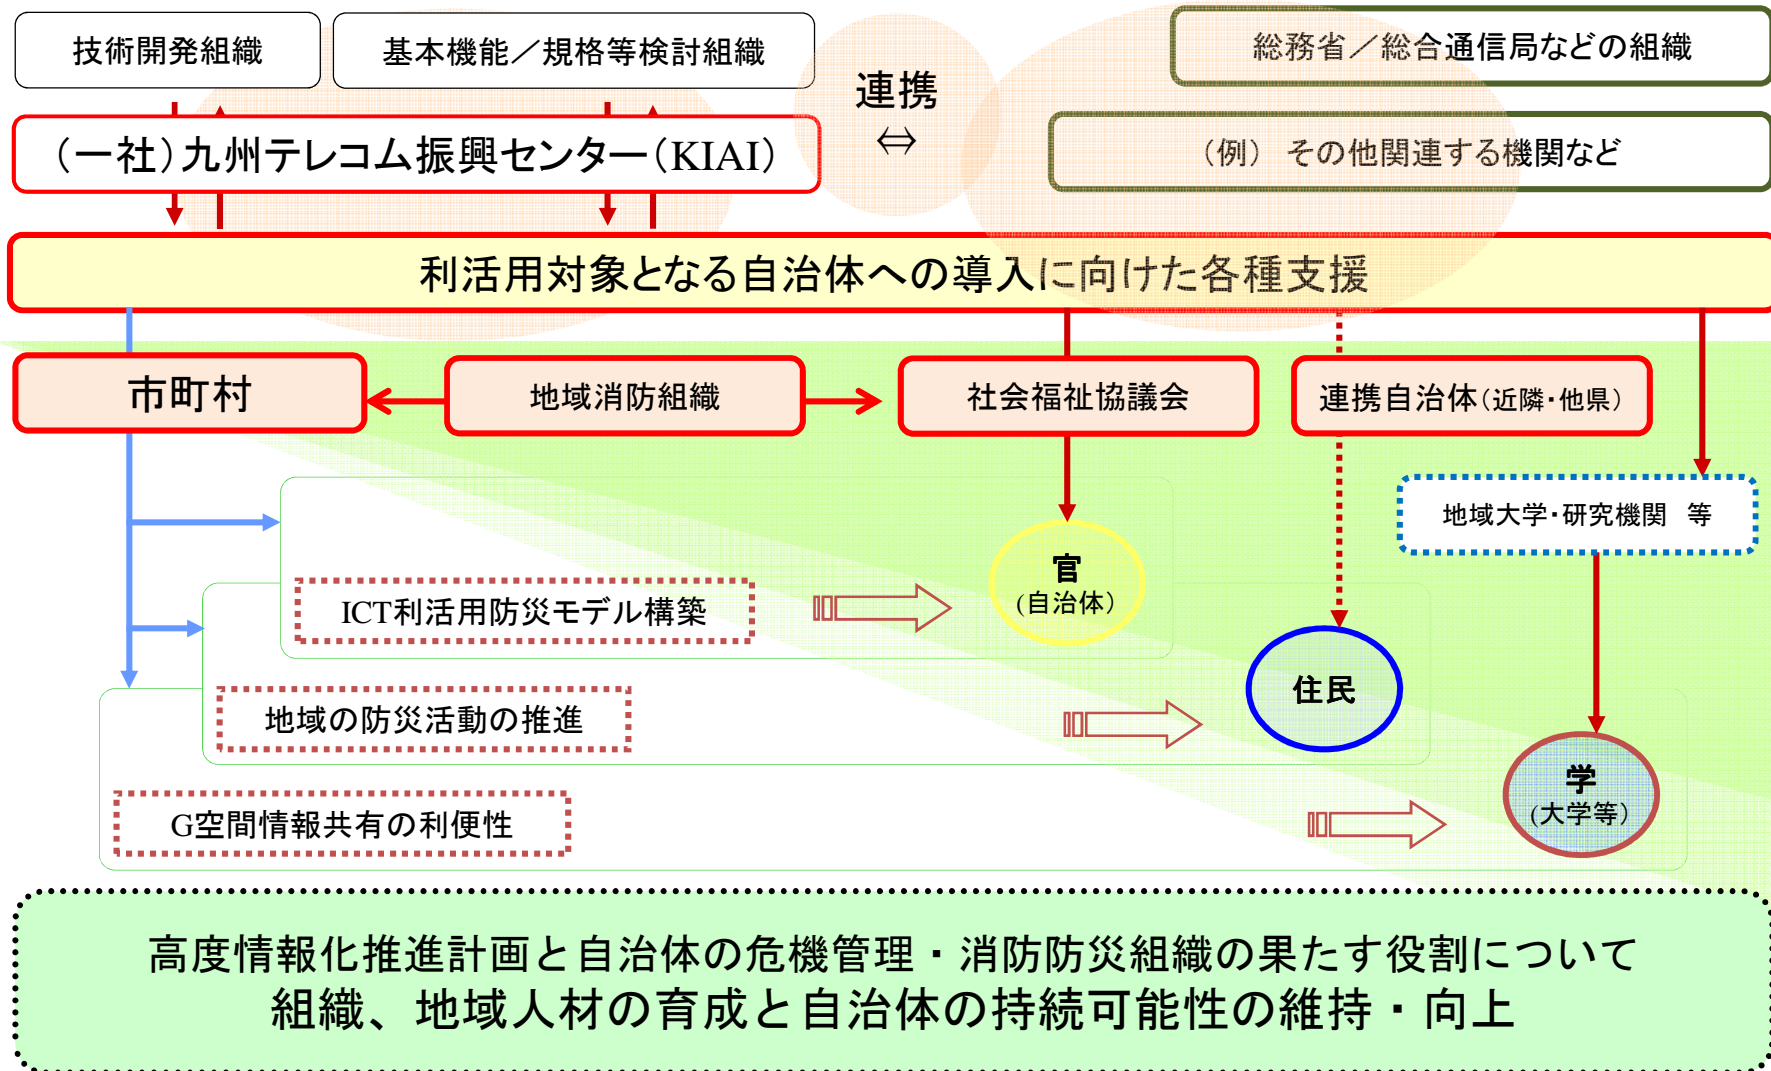 技術開発組織
基本機能／規格等検討組織
総務省／総合通信局などの組織
連携
⇔
（一社）九州テレコム振興センター（KIAI）
（例） その他関連する機関など
利活用対象となる自治体への導入に向けた各種支援
市町村
地域消防組織
社会福祉協議会
連携自治体（近隣・他県）
地域大学・研究機関 等
官
（自治体）
ICT利活用防災モデル構築
住民
地域の防災活動の推進
学
（大学等）
G空間情報共有の利便性
高度情報化推進計画と自治体の危機管理・消防防災組織の果たす役割について
組織、地域人材の育成と自治体の持続可能性の維持・向上